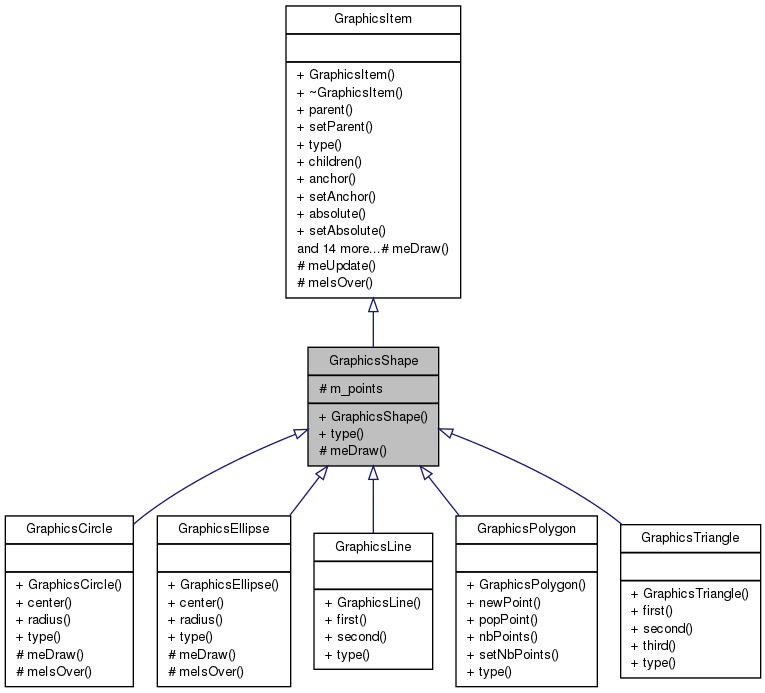 GraphicsItem
+ GraphicsItem()
+ ~GraphicsItem()
+ parent()
+ setParent()
+ type()
+ children()
+ anchor()
+ setAnchor()
+ absolute()
+ setAbsolute()
and 14 more...# meDraw()
# meUpdate()
# meIsOver()
GraphicsShape
# m_points
+ GraphicsShape()
+ type()
# meDraw()
GraphicsCircle
+ GraphicsCircle()
+ center()
+ radius()
+ type()
# meDraw()
# meIsOver()
GraphicsEllipse
+ GraphicsEllipse()
+ center()
+ radius()
+ type()
# meDraw()
# meIsOver()
GraphicsLine
+ GraphicsLine()
+ first()
+ second()
+ type()
GraphicsPolygon
+ GraphicsPolygon()
+ newPoint()
+ popPoint()
+ nbPoints()
+ setNbPoints()
+ type()
GraphicsTriangle
+ GraphicsTriangle()
+ first()
+ second()
+ third()
+ type()